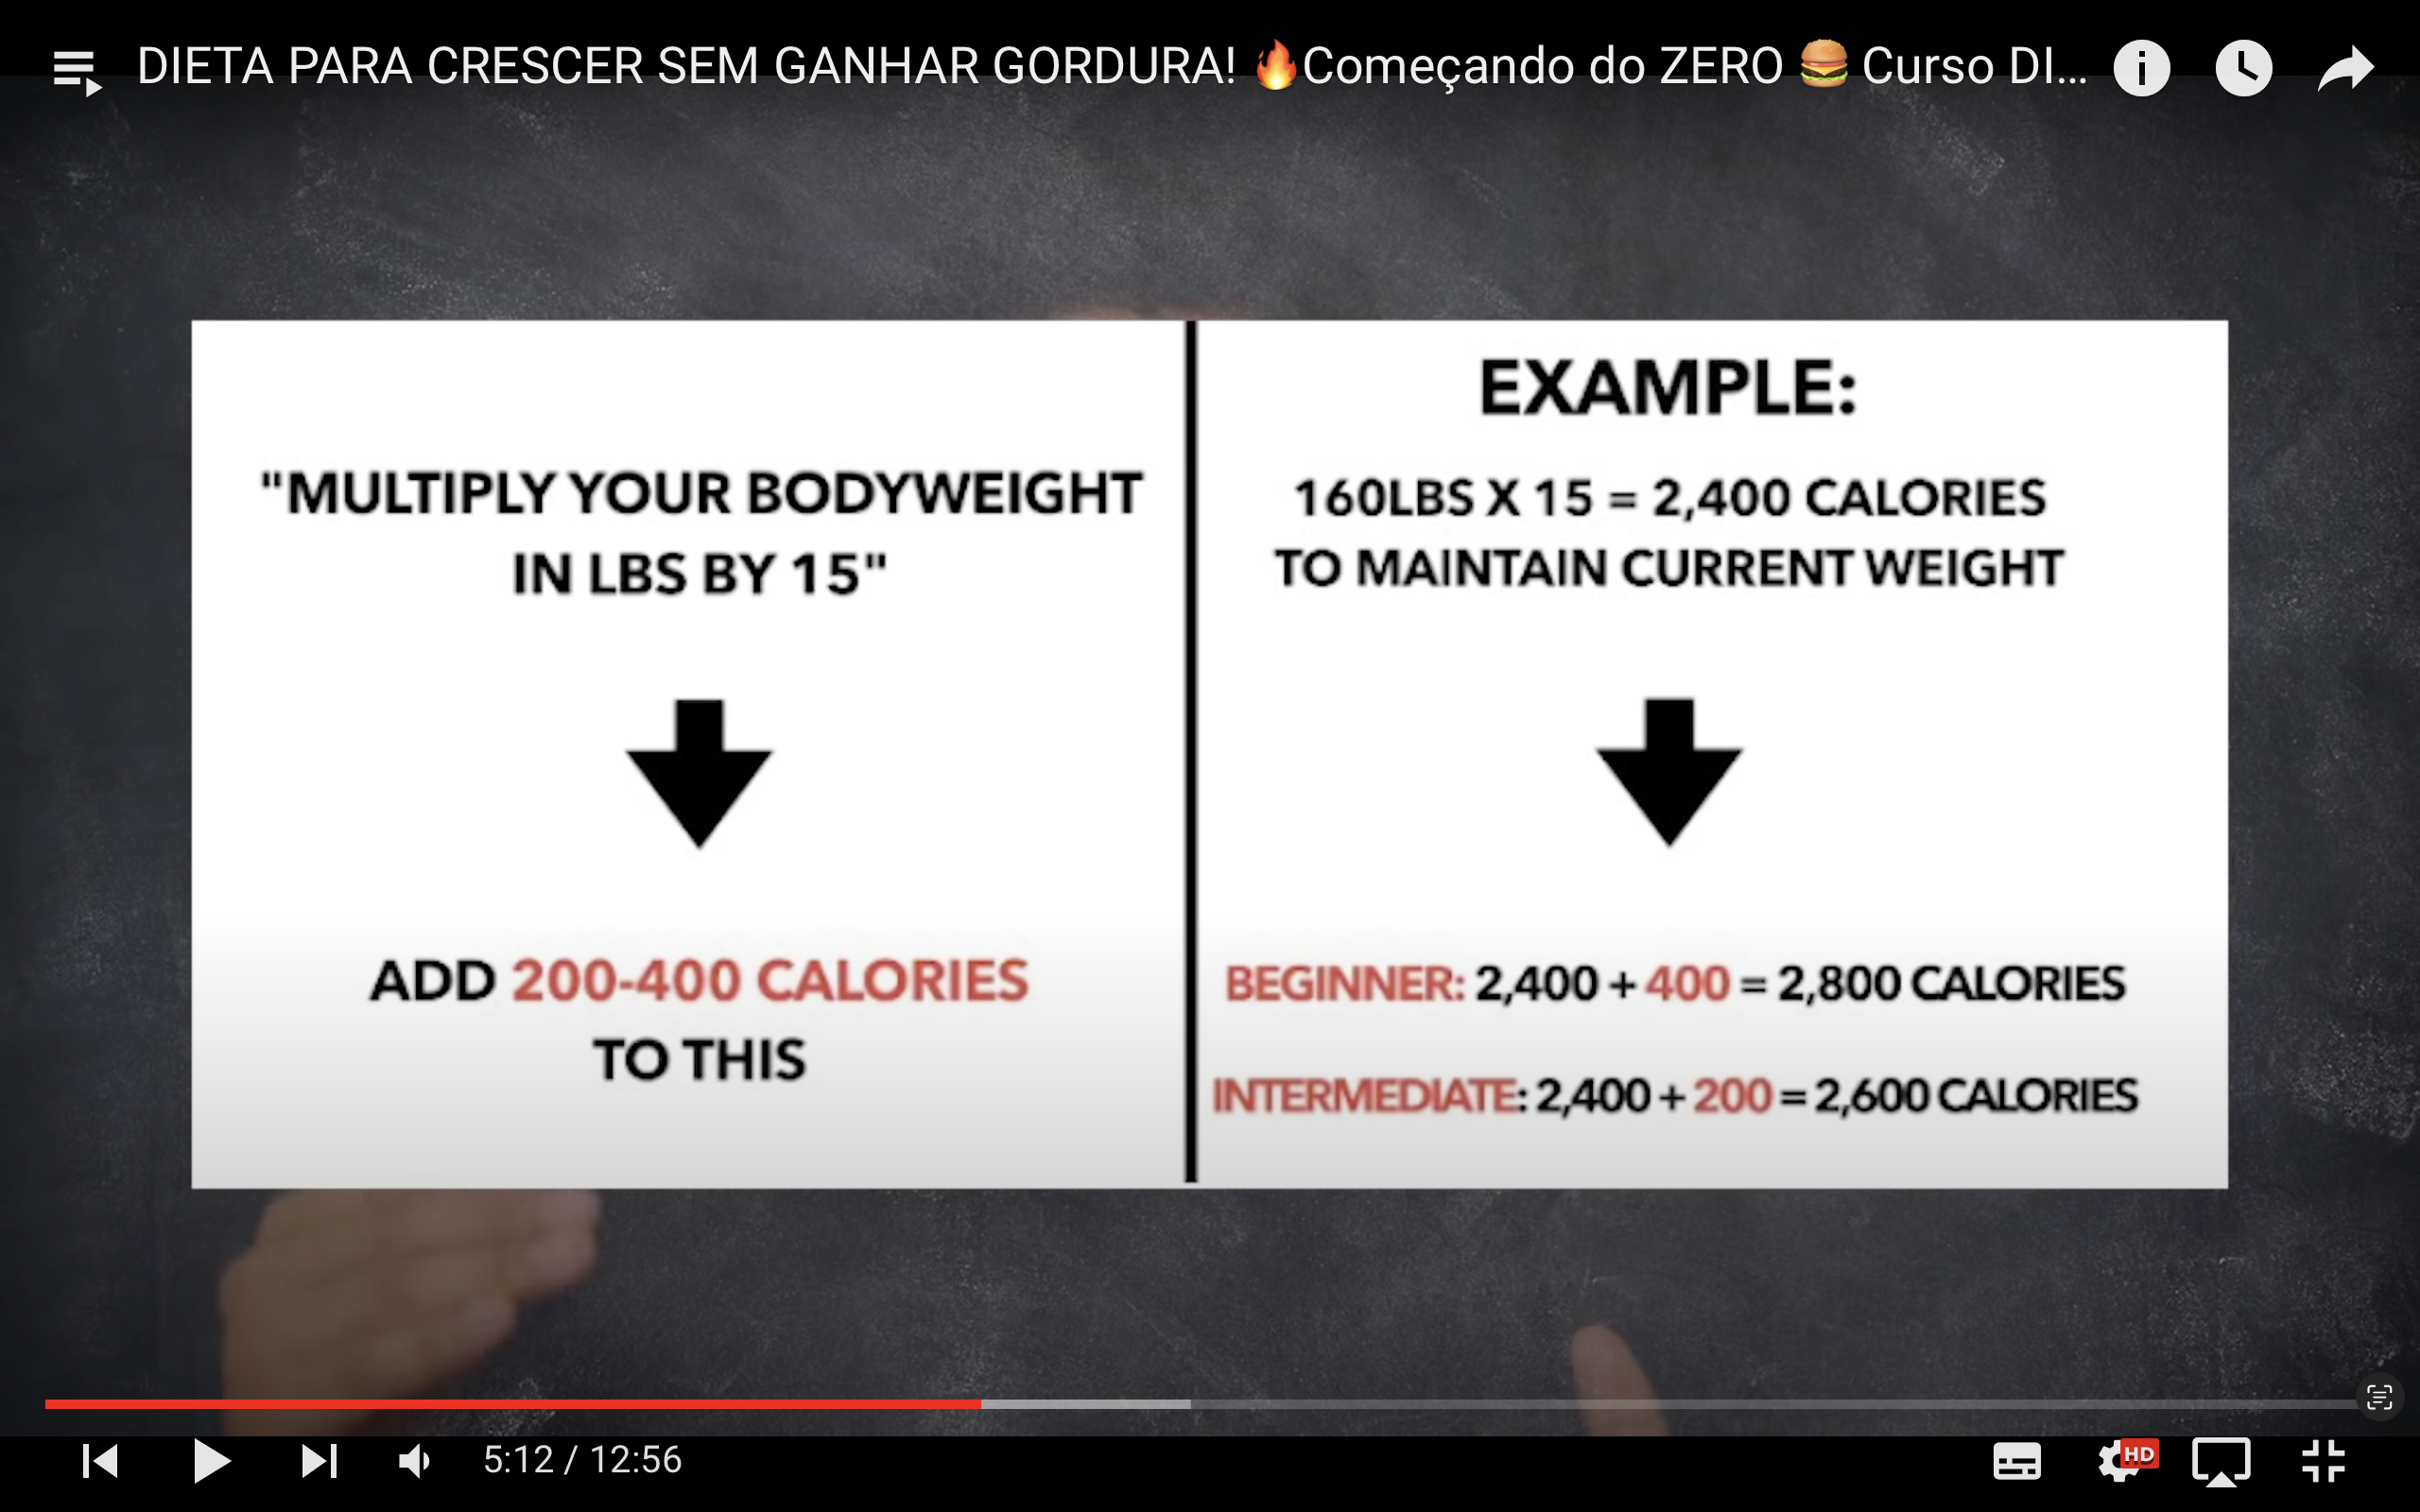 DIETA PARA CRESCER SEM GANHAR GORDURA! 🔥Começando do ZERO 🍔 Curso DI...
"MULTIPLY YOUR BODYWEIGHT
IN LBS BY 15"
ADD 200-400 CALORIES
TO THIS
EXAMPLE:
160LBS X 15 = 2,400 CALORIES
TO MAINTAIN CURRENT WEIGHT
BEGINNER: 2,400 + 400 = 2,800 CALORIES
INTERMEDIATE: 2,400 + 200 = 2,600 CALORIES
5:12 / 12:56
HD